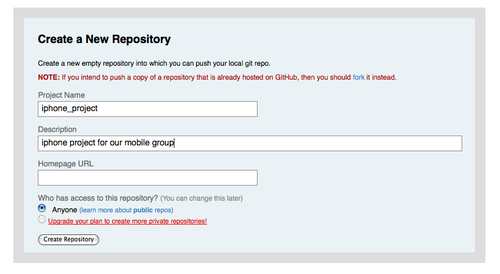 Create a New Repository
Create a new empty repository into which you can push your local git repo.
NOTE: If you intend to push a copy of a repository that is already hosted on GitHub, then you should fork it instead.
Project Name
iphone_project
Description
iphone project for our mobile group
Homepage URL
Who has access to this repository? (You can change this later)
Anyone (learn more about public repos)
Upgrade your plan to create more private repositories!
Create Repository